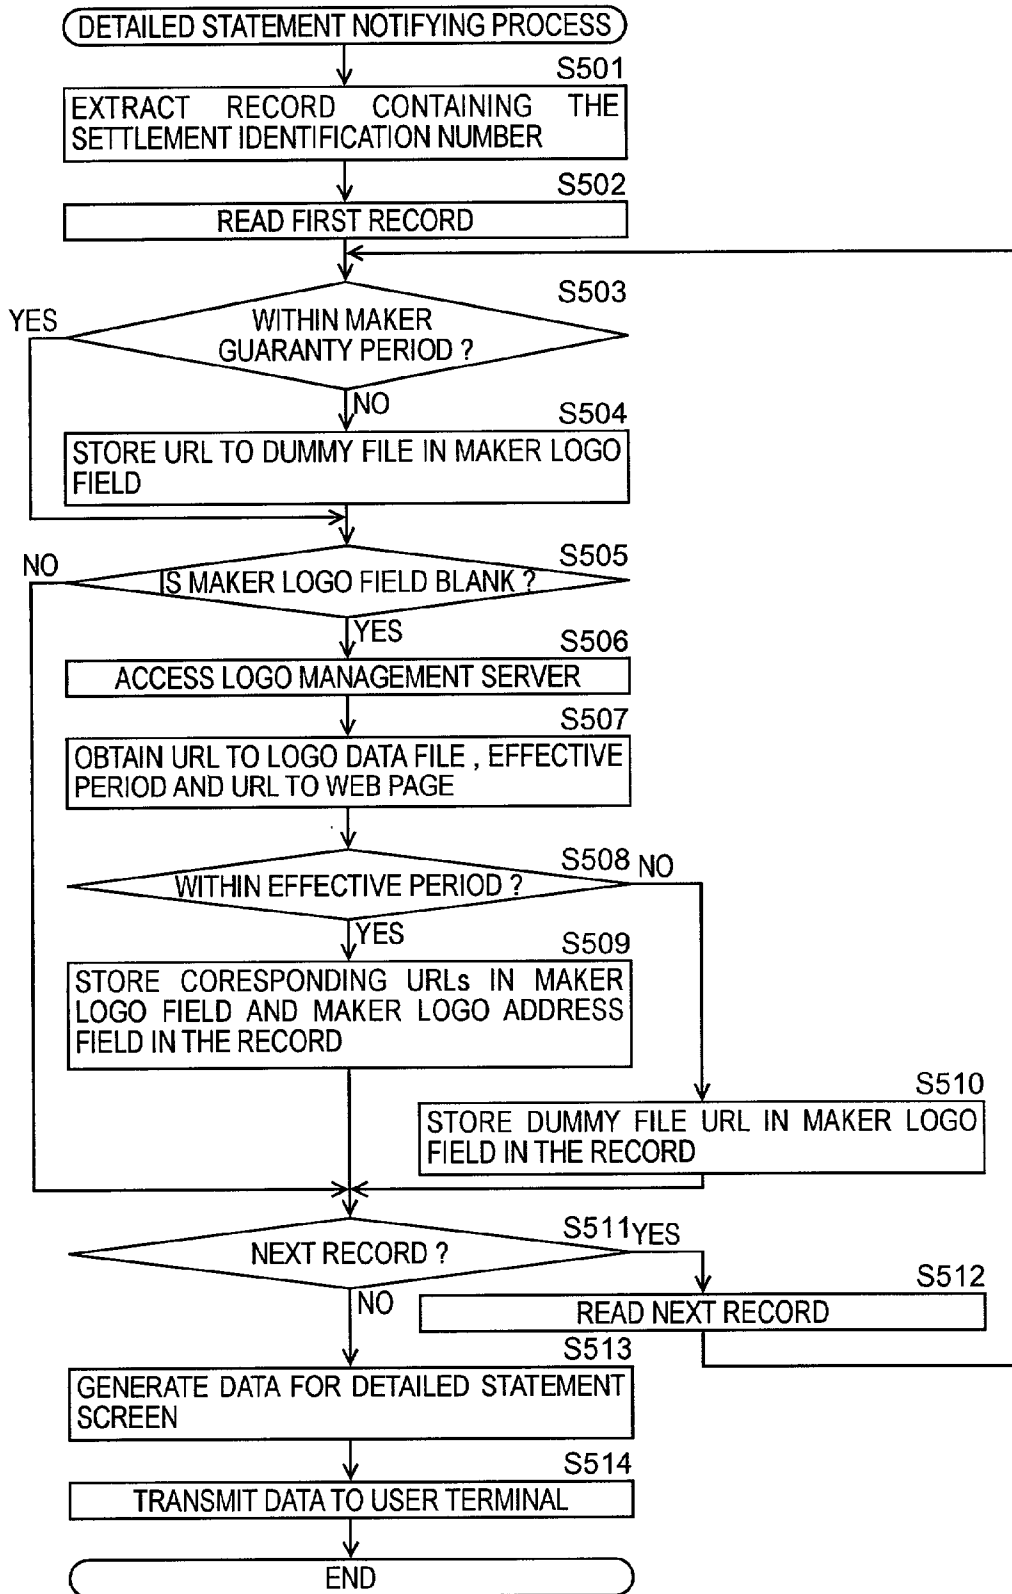 DETAILED STATEMENT NOTIFYING PROCESS
S501
EXTRACT RECORD CONTAINING THE
SETTLEMENT IDENTIFICATION NUMBER
S502
READ FIRST RECORD
S503
YES
WITHIN MAKER
GUARANTY PERIOD ?
NO
S504
STORE URL TO DUMMY FILE IN MAKER LOGO
FIELD
S505
NO
IS MAKER LOGO FIELD BLANK ?
YES
S506
ACCESS LOGO MANAGEMENT SERVER
S507
OBTAIN URL TO LOGO DATA FILE , EFFECTIVE
PERIOD AND URL TO WEB PAGE
S508 NO
WITHIN EFFECTIVE PERIOD ?
YES
S509
STORE CORESPONDING URLs IN MAKER
LOGO FIELD AND MAKER LOGO ADDRESS
FIELD IN THE RECORD
S510
STORE DUMMY FILE URL IN MAKER LOGO
FIELD IN THE RECORD
S511 YES
NEXT RECORD ?
S512
NO
READ NEXT RECORD
S513
GENERATE DATA FOR DETAILED STATEMENT
SCREEN
S514
TRANSMIT DATA TO USER TERMINAL
END